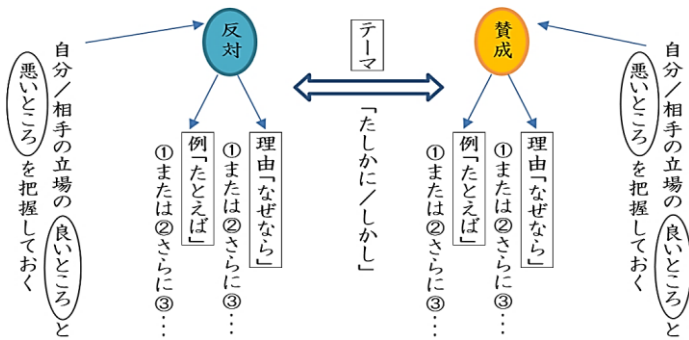 自分／相手の立場の良いところと
悪いところを把握しておく
賛成
理由「なぜなら」
①または②さらに③…
例「たとえば」
①または②さらに③…
テーマ
「たしかに／しかし」
反対
理由「なぜなら」
①または②さらに③…
例「たとえば」
①または②さらに③…
自分／相手の立場の良いところと
悪いところを把握しておく